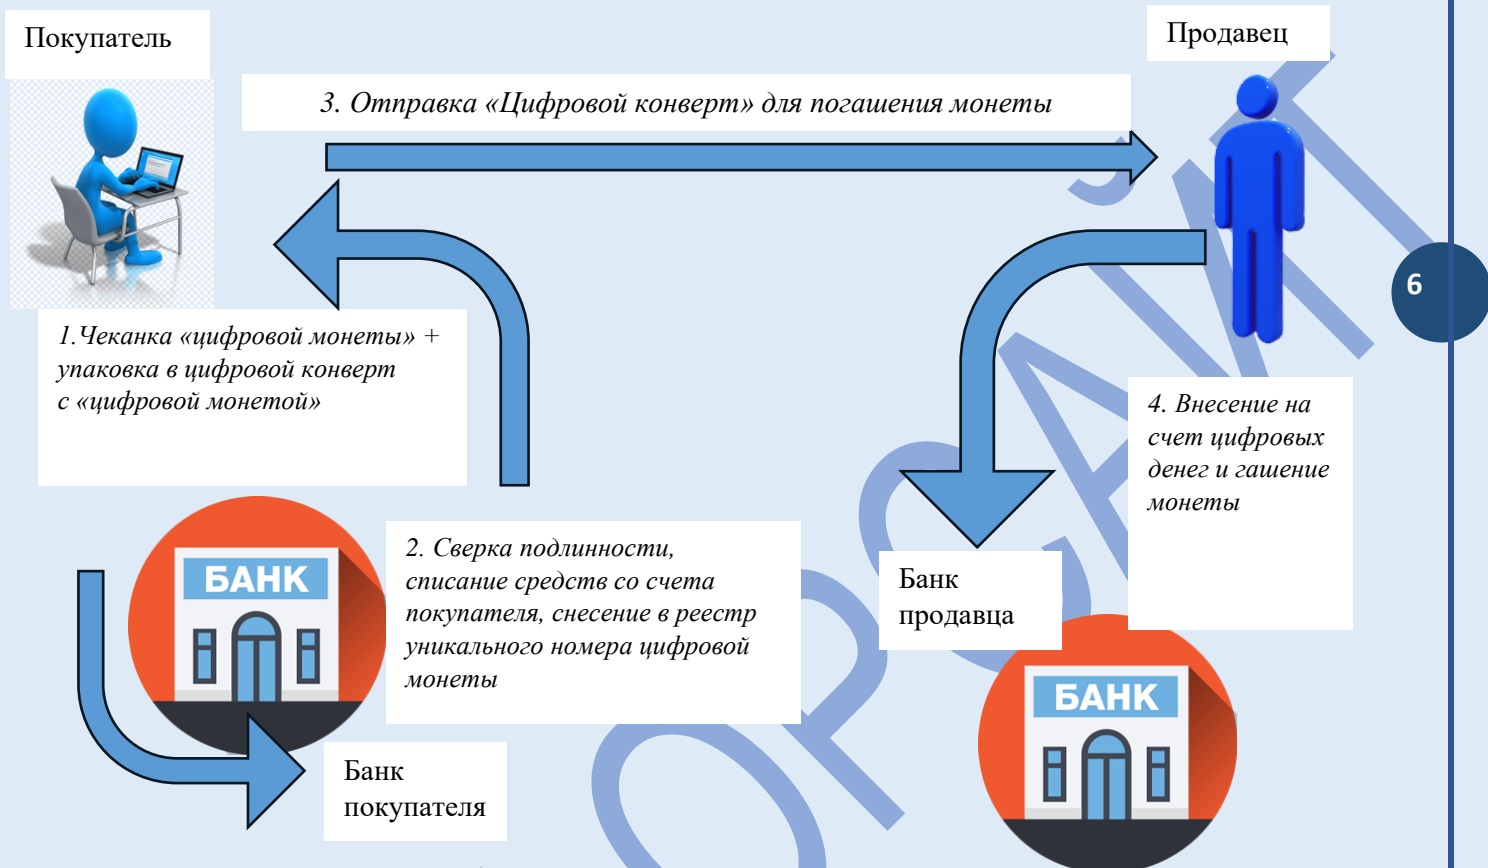 Покупатель
Продавец
3. Отправка «Цифровой конверт» для погашения монеты
6
1.Чеканка «цифровой монеты» +
упаковка в цифровой конверт
с «цифровой монетой»
4. Внесение на
счет цифровых
денег и гашение
монеты
2. Сверка подлинности,
списание средств со счета
покупателя, снесение в реестр
уникального номера цифровой
монеты
БАНК
Банк
продавца
БАНК
Банк
покупателя